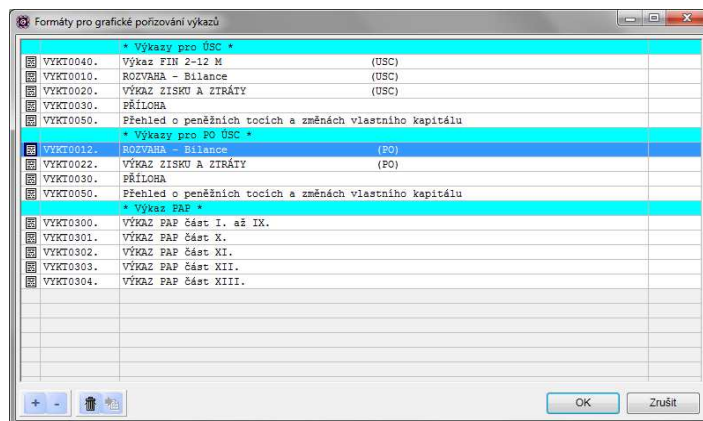 Formáty pro grafické pořizování výkazů
* Výkazy pro ÚSC *
VYKT0040. Výkaz FIN 2-12 M (USC)
VYKT0010. ROZVAHA - Bilance (USC)
VYKT0020. VÝKAZ ZISKU A ZTRÁTY (USC)
VYKT0030. PŘÍLOHA
VYKT0050. Přehled o peněžních tocích a změnách vlastního kapitálu
* Výkazy pro PO ÚSC *
VYKT0012. ROZVAHA - Bilance (PO)
VYKT0022. VÝKAZ ZISKU A ZTRÁTY (PO)
VYKT0030. PŘÍLOHA
VYKT0050. Přehled o peněžních tocích a změnách vlastního kapitálu
* Výkaz PAP *
VYKT0300. VÝKAZ PAP část I. až IX.
VYKT0301. VÝKAZ PAP část X.
VYKT0302. VÝKAZ PAP část XI.
VYKT0303. VÝKAZ PAP část XII.
VYKT0304. VÝKAZ PAP část XIII.
+ - OK Zrušit